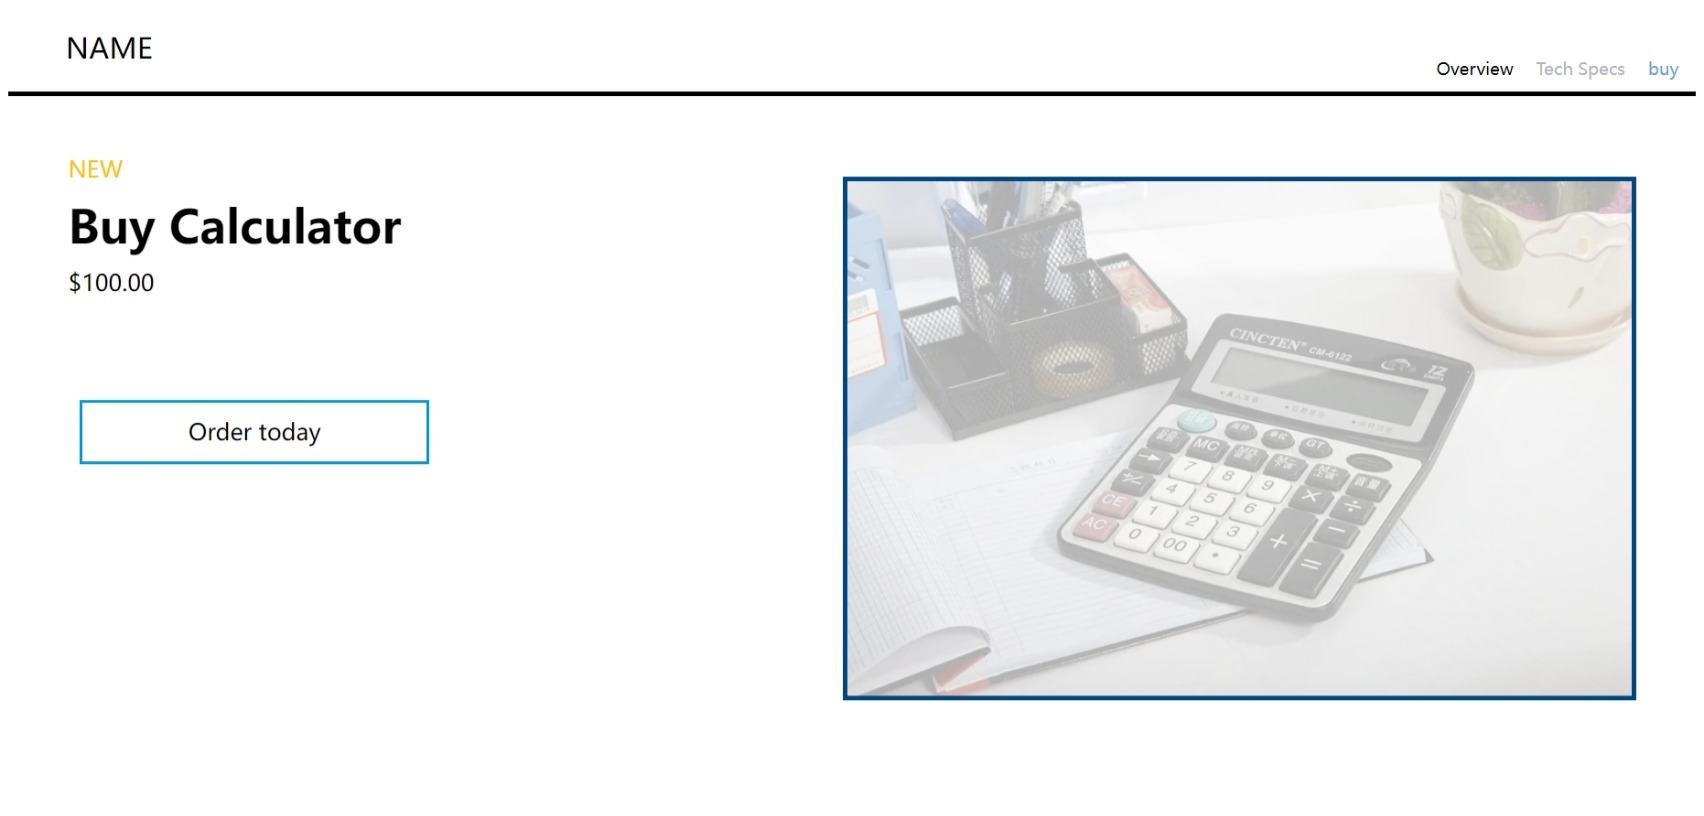 NAME
Overview Tech Specs buy
NEW
Buy Calculator
$100.00
Order today
CINCTEN® CM-6122
12
GT
MC
7 8 9
4 5 6 × ÷
CE 1 2 3 −
AC 0 00 • + =